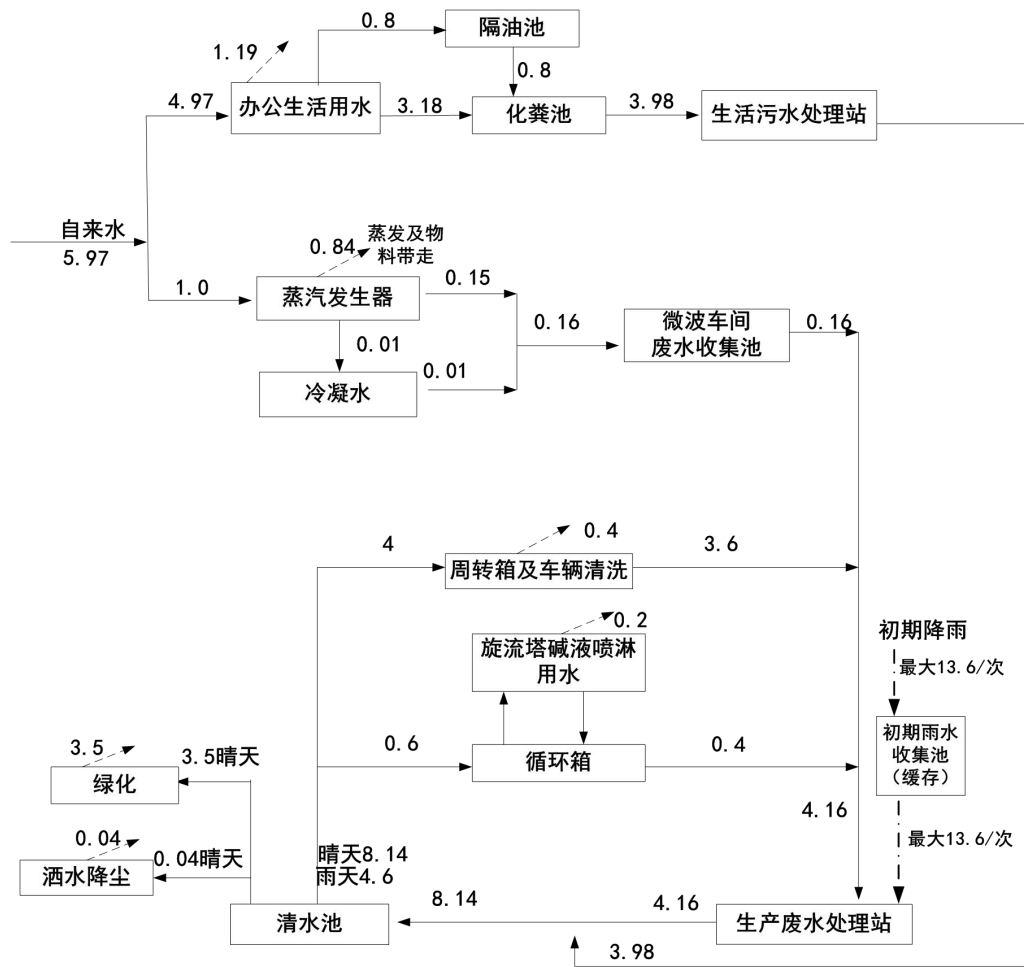 0.8
隔油池
1.19
0.8
4.97
办公生活用水
3.18
化粪池
3.98
生活污水处理站
自来水
5.97
0.84
蒸发及物
料带走
1.0
蒸汽发生器
0.15
0.01
0.16
微波车间
废水收集池
0.16
冷凝水
0.01
4
0.4
周转箱及车辆清洗
3.6
0.2
旋流塔碱液喷淋
用水
初期降雨
最大13.6/次
3.5
3.5晴天
绿化
0.6
循环箱
0.4
初期雨水
收集池
（缓存）
4.16
0.04
0.04晴天
洒水降尘
晴天8.14
雨天4.6
最大13.6/次
清水池
8.14
4.16
生产废水处理站
3.98